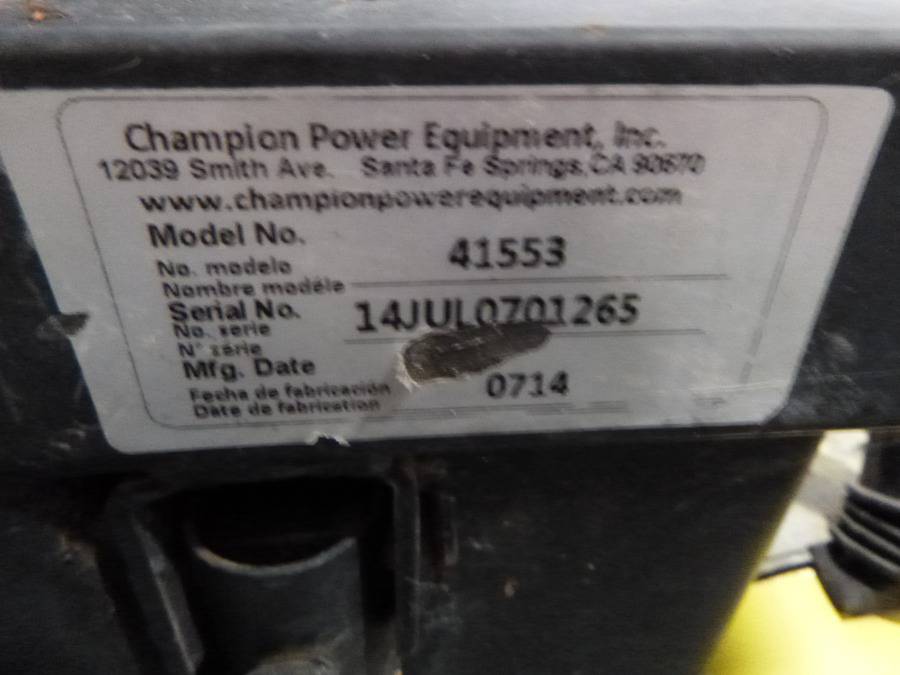 Champion Power Equipment, Inc.
12039 Smith Ave. Santa Fe Springs, CA 90670
www.championpowerequipment.com
Model No. 41553
No. modelo
Nombre modéle
Serial No. 14JUL0701265
No. serie
N° série
Mfg. Date 0714
Fecha de fabricación
Date de fabrication